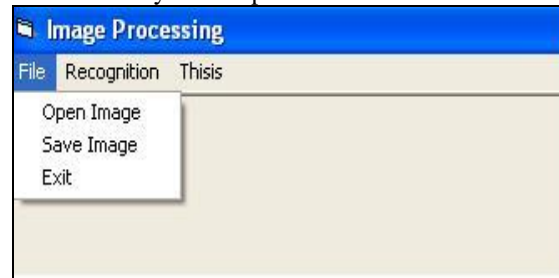 Image Processing
File Recognition Thisis
Open Image
Save Image
Exit